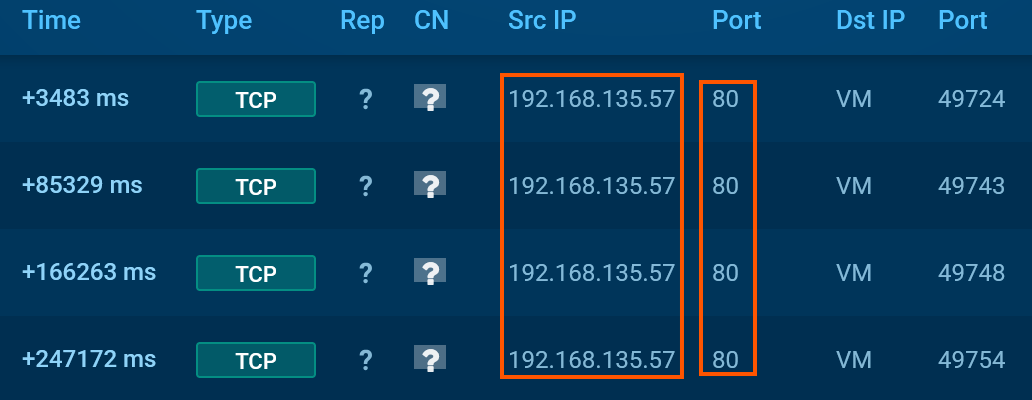 Time Type Rep CN Src IP Port Dst IP Port
+3483 ms TCP ? ? 192.168.135.57 80 VM 49724
+85329 ms TCP ? ? 192.168.135.57 80 VM 49743
+166263 ms TCP ? ? 192.168.135.57 80 VM 49748
+247172 ms TCP ? ? 192.168.135.57 80 VM 49754